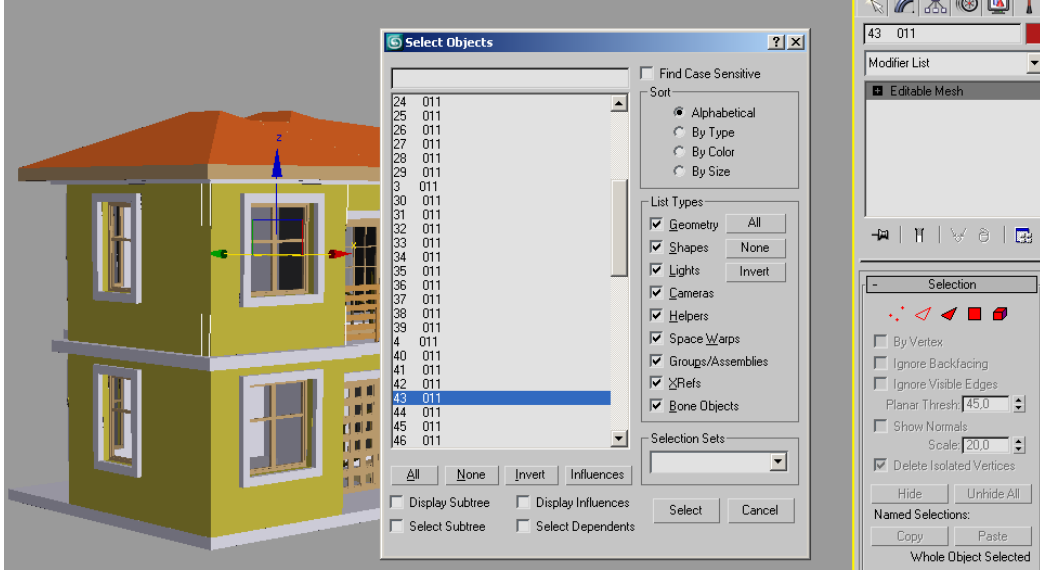 Select Objects
Find Case Sensitive
Sort
Alphabetical
By Type
By Color
By Size
24 011
25 011
26 011
27 011
28 011
29 011
3 011
30 011
31 011
32 011
33 011
34 011
35 011
36 011
37 011
38 011
39 011
4 011
40 011
41 011
42 011
43 011
44 011
45 011
46 011
List Types
Geometry All
Shapes None
Lights Invert
Cameras
Helpers
Space Warps
Groups/Assemblies
XRefs
Bone Objects
Selection Sets
All None Invert Influences
Display Subtree Display Influences
Select Subtree Select Dependents
Select Cancel
z
x
43 011
Modifier List
Editable Mesh
- Selection
By Vertex
Ignore Backfacing
Ignore Visible Edges
Planar Thresh: 45,0
Show Normals
Scale: 20,0
Delete Isolated Vertices
Hide Unhide All
Named Selections:
Copy Paste
Whole Object Selected